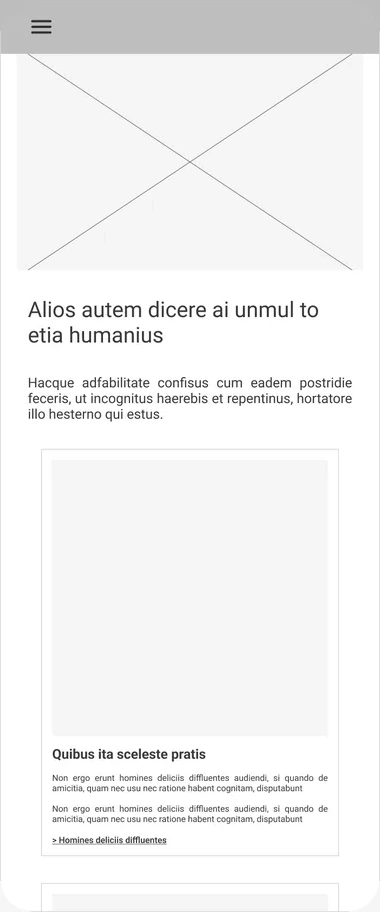 Alios autem dicere ai unmul to
etia humanius
Hacque adfabilitate confisus cum eadem postridie
feceris, ut incognitus haerebis et repentinus, hortatore
illo hesterno qui estus.
Quibus ita sceleste pratis
Non ergo erunt homines deliciis diffluentes audiendi, si quando de
amicitia, quam nec usu nec ratione habent cognitam, disputabunt
Non ergo erunt homines deliciis diffluentes audiendi, si quando de
amicitia, quam nec usu nec ratione habent cognitam, disputabunt
> Homines deliciis diffluentes